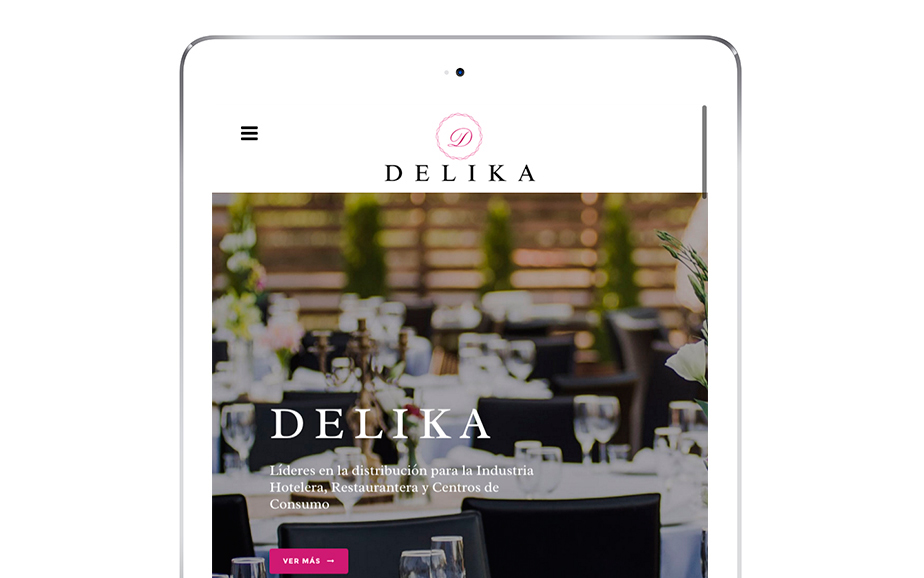 D
DELIKA
DELIKA
Líderes en la distribución para la Industria
Hotelera, Restaurantera y Centros de
Consumo
VER MÁS →